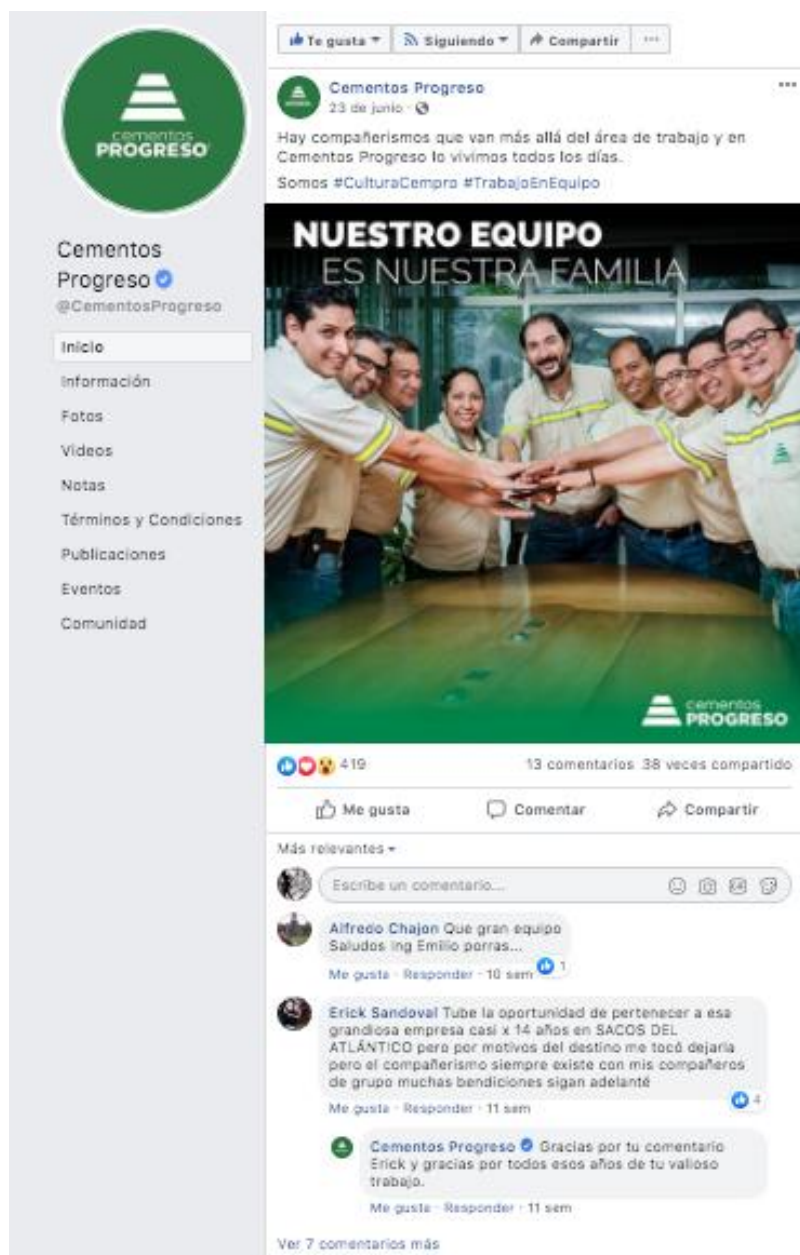 cementos
PROGRESO
Cementos
Progreso
@CementosProgreso
Inicio
Información
Fotos
Videos
Notas
Términos y Condiciones
Publicaciones
Eventos
Comunidad
Te gusta
Siguiendo
Compartir
Cementos Progreso
23 de junio
Hay compañerismos que van más allá del área de trabajo y en
Cementos Progreso lo vivimos todos los días.
Somos #CulturaCempro #TrabajoEnEquipo
NUESTRO EQUIPO
ES NUESTRA FAMILIA
cementos
PROGRESO
419
13 comentarios 38 veces compartido
Me gusta
Comentar
Compartir
Más relevantes
Escribe un comentario...
Alfredo Chajon Que gran equipo
Saludos Ing Emilio porras...
1
Me gusta · Responder · 10 sem
Erick Sandoval Tube la oportunidad de pertenecer a esa
grandiosa empresa casi x 14 años en SACOS DEL
ATLÁNTICO pero por motivos del destino me tocó dejarla
pero el compañerismo siempre existe con mis compañeros
de grupo muchas bendiciones sigan adelanté
4
Me gusta · Responder · 11 sem
Cementos Progreso Gracias por tu comentario
Erick y gracias por todos esos años de tu valioso
trabajo.
Me gusta · Responder · 11 sem
Ver 7 comentarios más